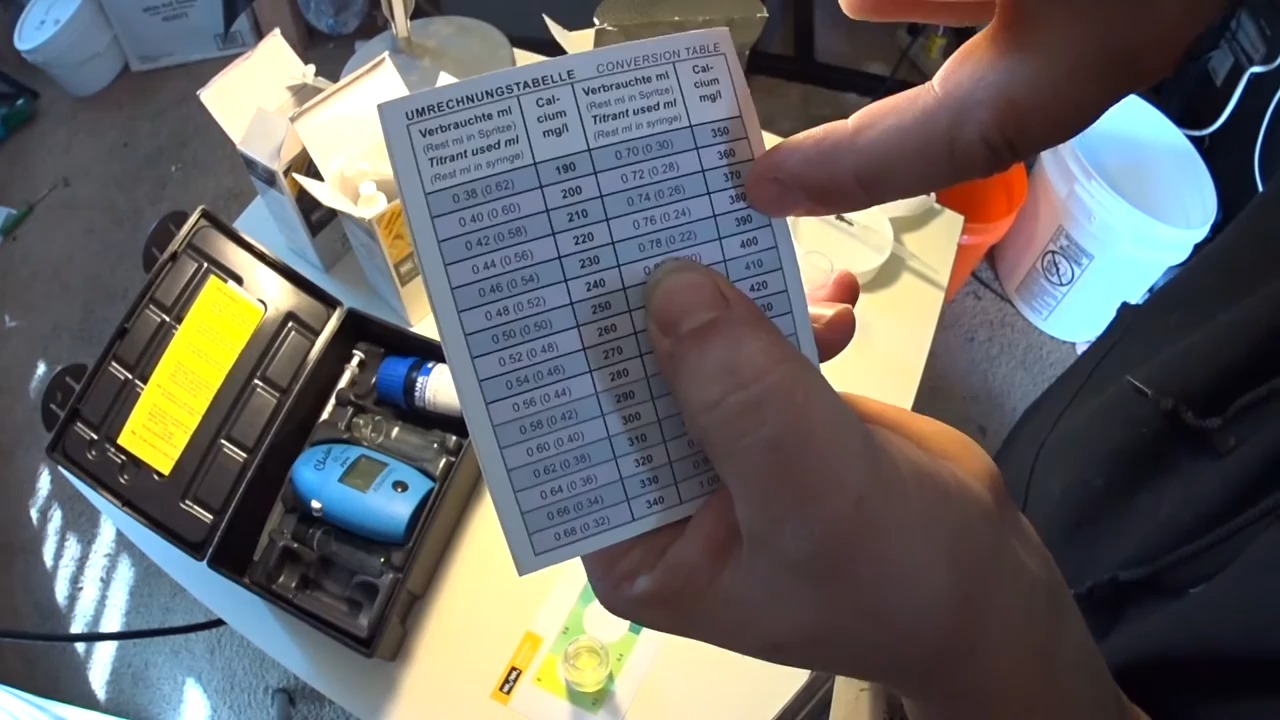 UMRECHNUNGSTABELLE CONVERSION TABLE
Verbrauchte ml
(Rest ml in Spritze)
Titrant used ml
(Rest ml in syringe)
Cal-
cium
mg/l
Verbrauchte ml
(Rest ml in Spritze)
Titrant used ml
(Rest ml in syringe)
Cal-
cium
mg/l
0.38 (0.62) 190 0.70 (0.30) 350
0.40 (0.60) 200 0.72 (0.28) 360
0.42 (0.58) 210 0.74 (0.26) 370
0.44 (0.56) 220 0.76 (0.24) 380
0.46 (0.54) 230 0.78 (0.22) 390
0.48 (0.52) 240 400
0.50 (0.50) 250 410
0.52 (0.48) 260 420
0.54 (0.46) 270
0.56 (0.44) 280
0.58 (0.42) 290
0.60 (0.40) 300
0.62 (0.38) 310
0.64 (0.36) 320
0.66 (0.34) 330
0.68 (0.32) 340